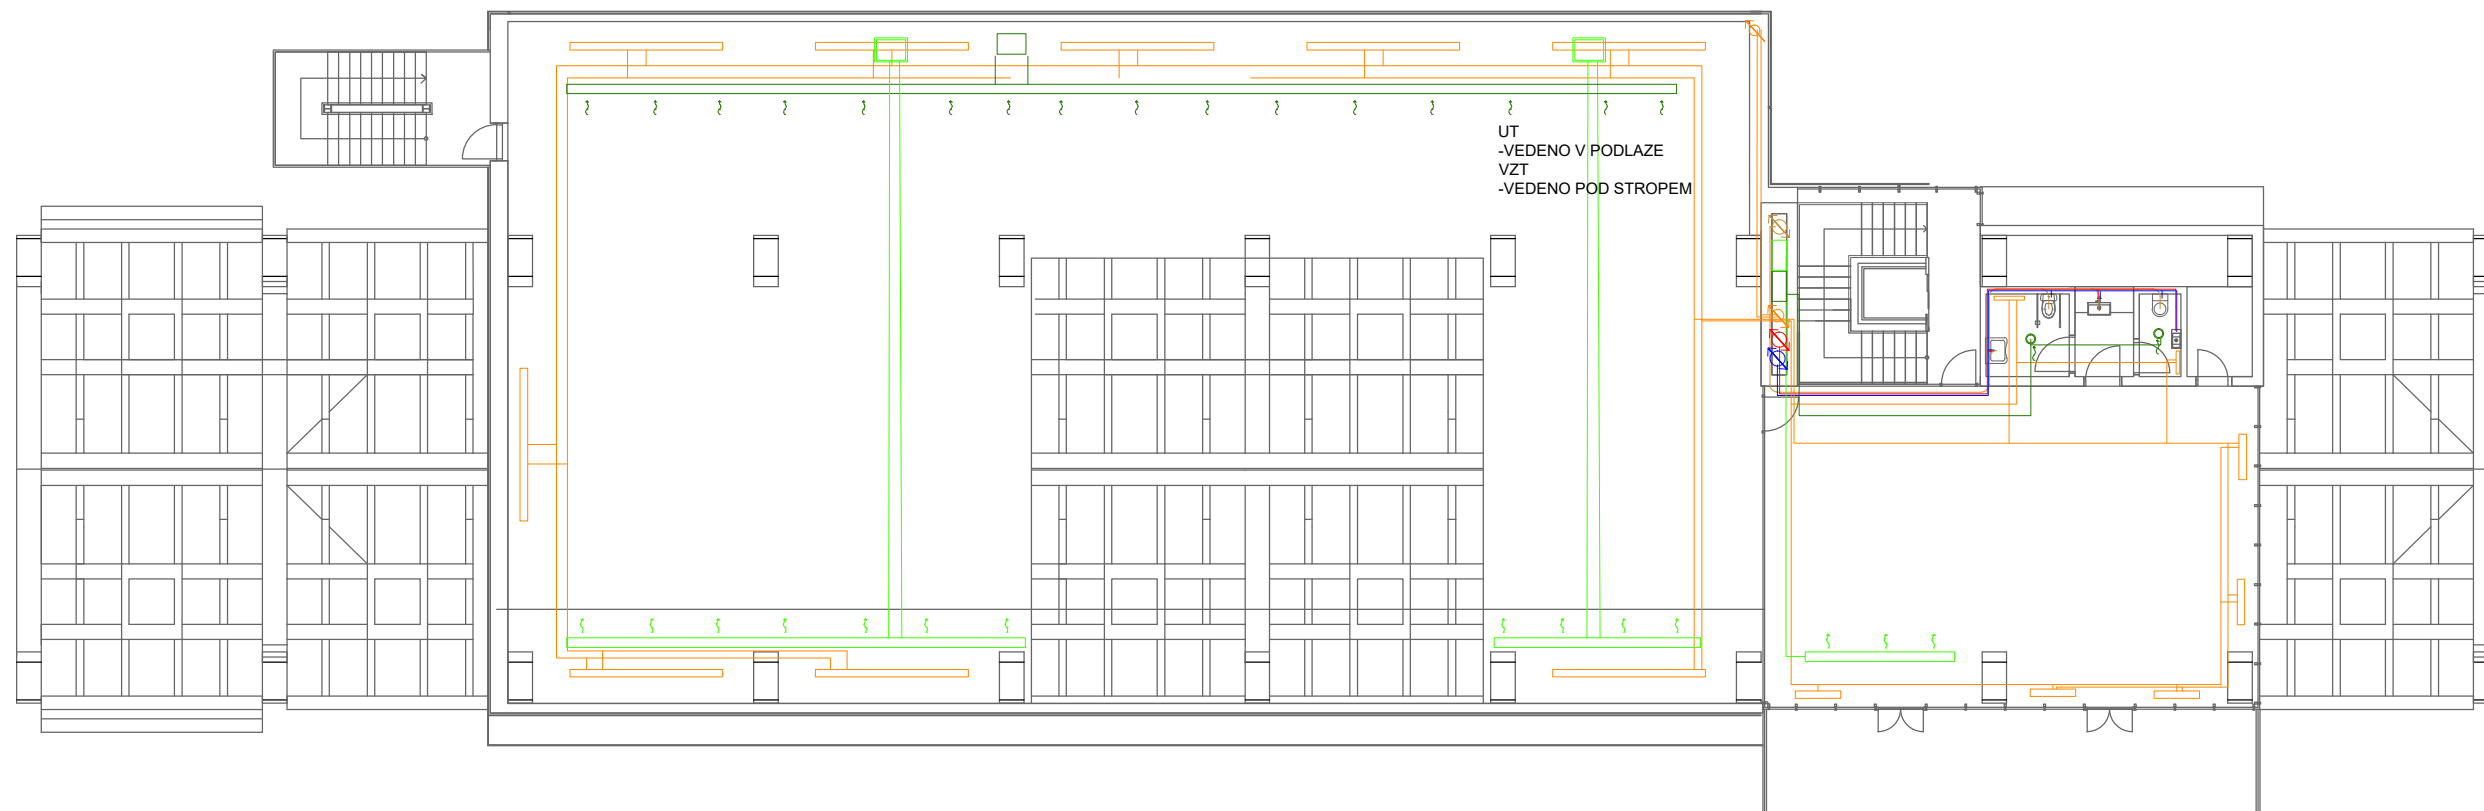 UT
-VEDENO V PODLAZE
VZT
-VEDENO POD STROPEM